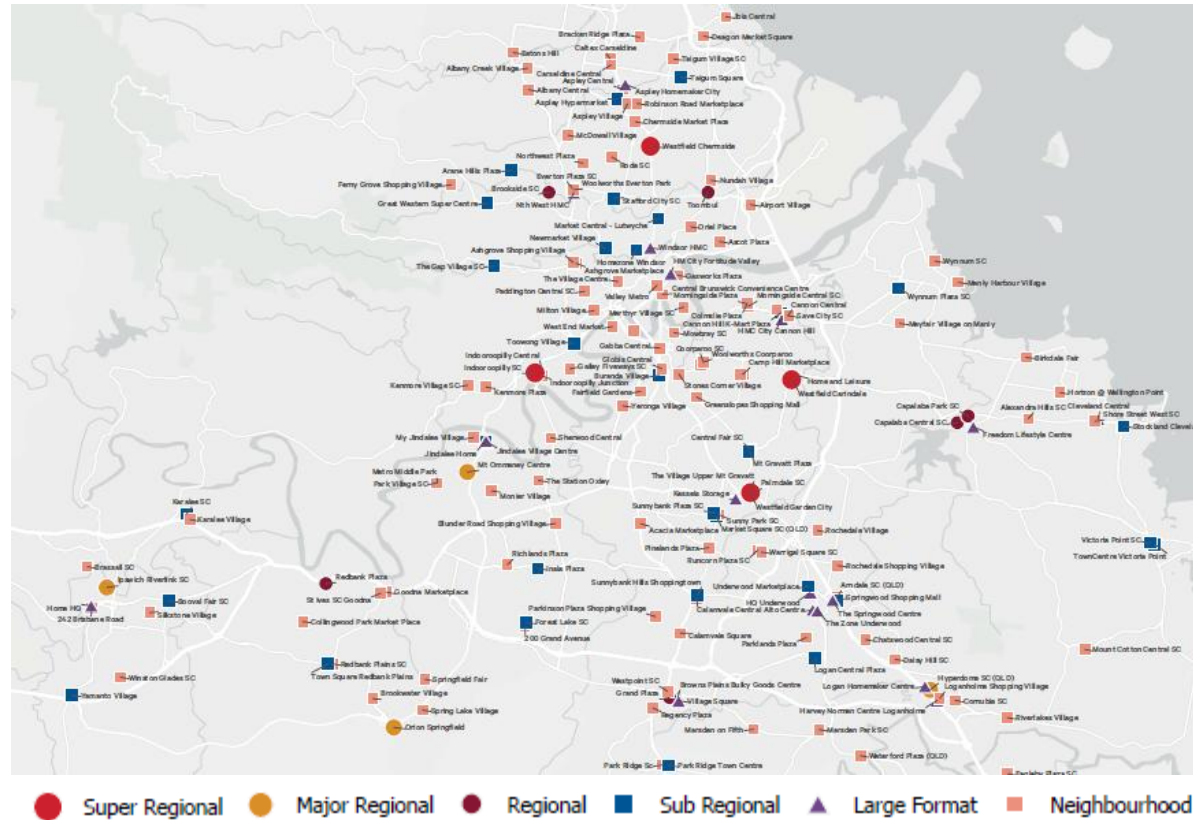 Ibis Central
Bracken Ridge Plaza
Deagon Market Square
Eatons Hill
Caltex Carseldine
Taigum Village SC
Albany Creek Village
Carseldine Central
Aspley Central
Taigum Square
Albany Central
Aspley Homemaker City
Aspley Hypermarket
Robinson Road Marketplace
Aspley Village
Chermside Market Plaza
McDowall Village
Westfield Chermside
Northwest Plaza
Rode SC
Arana Hills Plaza
Everton Plaza SC
Nundah Village
Ferny Grove Shopping Village
Brookside SC
Woolworths Everton Park
Great Western Super Centre
Nth West HMC
Stafford City SC
Toombul
Airport Village
Market Central - Lutwyche
Oriel Place
Newmarket Village
Ashgrove Shopping Village
Windsor HMC
Ascot Plaza
Homezone Windsor
HM City Fortitude Valley
The Gap Village SC
Ashgrove Marketplace
Gasworks Plaza
Wynnum SC
The Village Centre
Central Brunswick Convenience Centre
Manly Harbour Village
Paddington Central SC
Valley Metro
Morningside Plaza
Morningside Central SC
Wynnum Plaza SC
Milton Village
Merthyr Village SC
Colmslie Plaza
Cannon Central
Save City SC
West End Market
Cannon Hill K-Mart Plaza
Mayfair Village on Manly
Mowbray SC
HMC City Cannon Hill
Toowong Village
Gabba Central
Coorparoo SC
Indooroopilly Central
Globis Central
Woolworths Coorparoo
Birkdale Fair
Indooroopilly SC
Galley Fiveways SC
Camp Hill Marketplace
Buranda Village
Home and Leisure
Kenmore Village SC
Indooroopilly Junction
Stones Corner Village
Westfield Carindale
Kenmore Plaza
Fairfield Gardens
Greenslopes Shopping Mall
Horton @ Wellington Point
Yeronga Village
Capalaba Park SC
Alexandra Hills SC
Cleveland Central
Capalaba Central SC
Shore Street West SC
Freedom Lifestyle Centre
Stockland Clevela
My Jindalee Village
Sherwood Central
Central Fair SC
Jindalee Home
Jindalee Village Centre
Mt Gravatt Plaza
Metro Middle Park
Mt Ommaney Centre
The Village Upper Mt Gravatt
Park Village SC
The Station Oxley
Palmdale SC
Monier Village
Kessels Storage
Karalee SC
Sunnybank Plaza SC
Westfield Garden City
Karalee Village
Blunder Road Shopping Village
Sunny Park SC
Acacia Marketplace
Market Square SC (QLD)
Rochedale Village
Victoria Point SC
Pinelands Plaza
TownCentre Victoria Point
Brassall SC
Richlands Plaza
Runcorn Plaza SC
Warrigal Square SC
Rochedale Shopping Village
Ipswich Riverlink SC
Redbank Plaza
Inala Plaza
Sunnybank Hills Shoppingtown
Underwood Marketplace
Arndale SC (QLD)
Booval Fair SC
St Ives SC Goodna
Goodna Marketplace
HQ Underwood
Springwood Shopping Mall
Home HQ
Silkstone Village
Parkinson Plaza Shopping Village
Calamvale Central Alto Centre
The Springwood Centre
242 Brisbane Road
Collingwood Park Market Place
Forest Lake SC
The Zone Underwood
200 Grand Avenue
Calamvale Square
Parklands Plaza
Chatswood Central SC
Mount Cotton Central SC
Redbank Plains SC
Daisy Hill SC
Winston Glades SC
Town Square Redbank Plains
Springfield Fair
Westpoint SC
Logan Central Plaza
Hyperdome SC (QLD)
Yamanto Village
Brookwater Village
Grand Plaza
Browns Plains Bulky Goods Centre
Logan Homemaker Centre
Loganholme Shopping Village
Spring Lake Village
Village Square
Cornubia SC
Regency Plaza
Harvey Norman Centre Loganholme
Riverlakes Village
Orion Springfield
Marsden on Fifth
Marsden Park SC
Waterford Plaza (QLD)
Park Ridge Sc
Park Ridge Town Centre
Eagleby Plaza SC
Super Regional
Major Regional
Regional
Sub Regional
Large Format
Neighbourhood